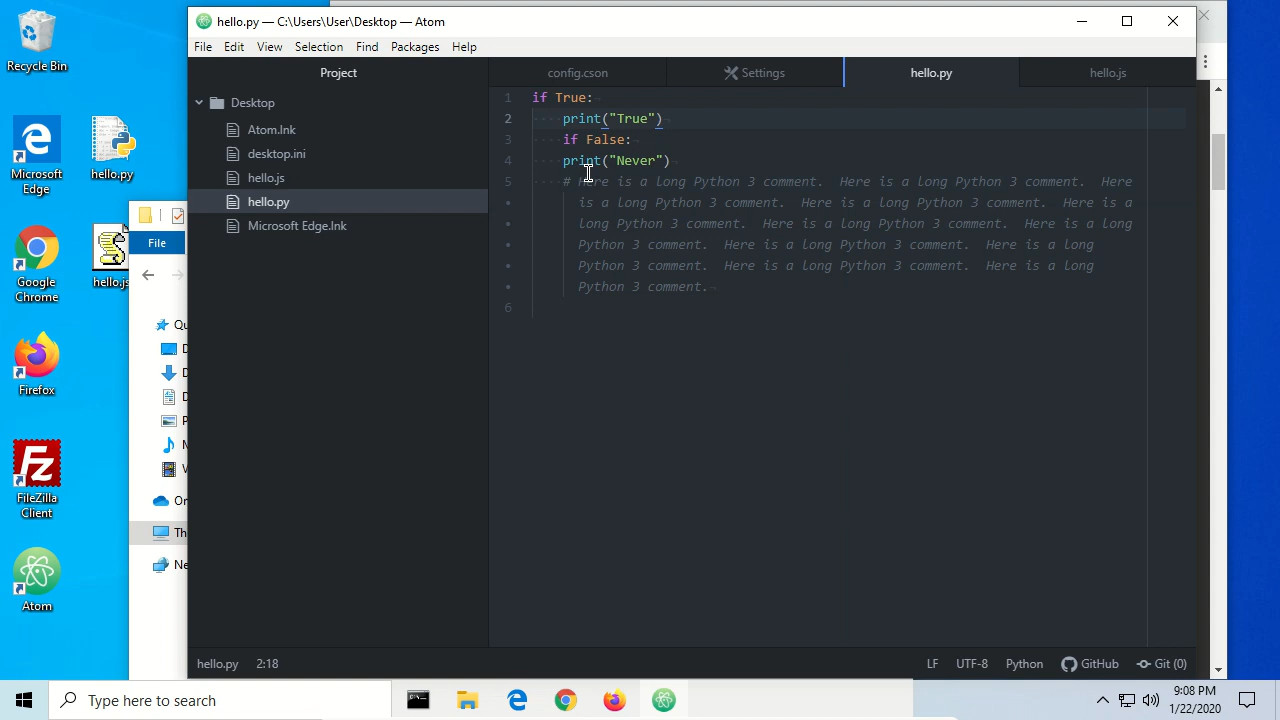 hello.py — C:\Users\User\Desktop — Atom
File Edit View Selection Find Packages Help
Project
config.cson
Settings
hello.py
hello.js
Desktop
Atom.lnk
desktop.ini
hello.js
hello.py
Microsoft Edge.lnk
1 if True:
2 print("True")
3 if False:
4 print("Never")
5 # Here is a long Python 3 comment. Here is a long Python 3 comment. Here
is a long Python 3 comment. Here is a long Python 3 comment. Here is a
long Python 3 comment. Here is a long Python 3 comment. Here is a long
Python 3 comment. Here is a long Python 3 comment. Here is a long
Python 3 comment. Here is a long Python 3 comment. Here is a long
Python 3 comment.
6
hello.py 2:18
LF UTF-8 Python GitHub Git (0)
Recycle Bin
Microsoft
Edge
hello.py
Google
Chrome
hello.js
Firefox
FileZilla
Client
Atom
File
Type here to search
9:08 PM
1/22/2020